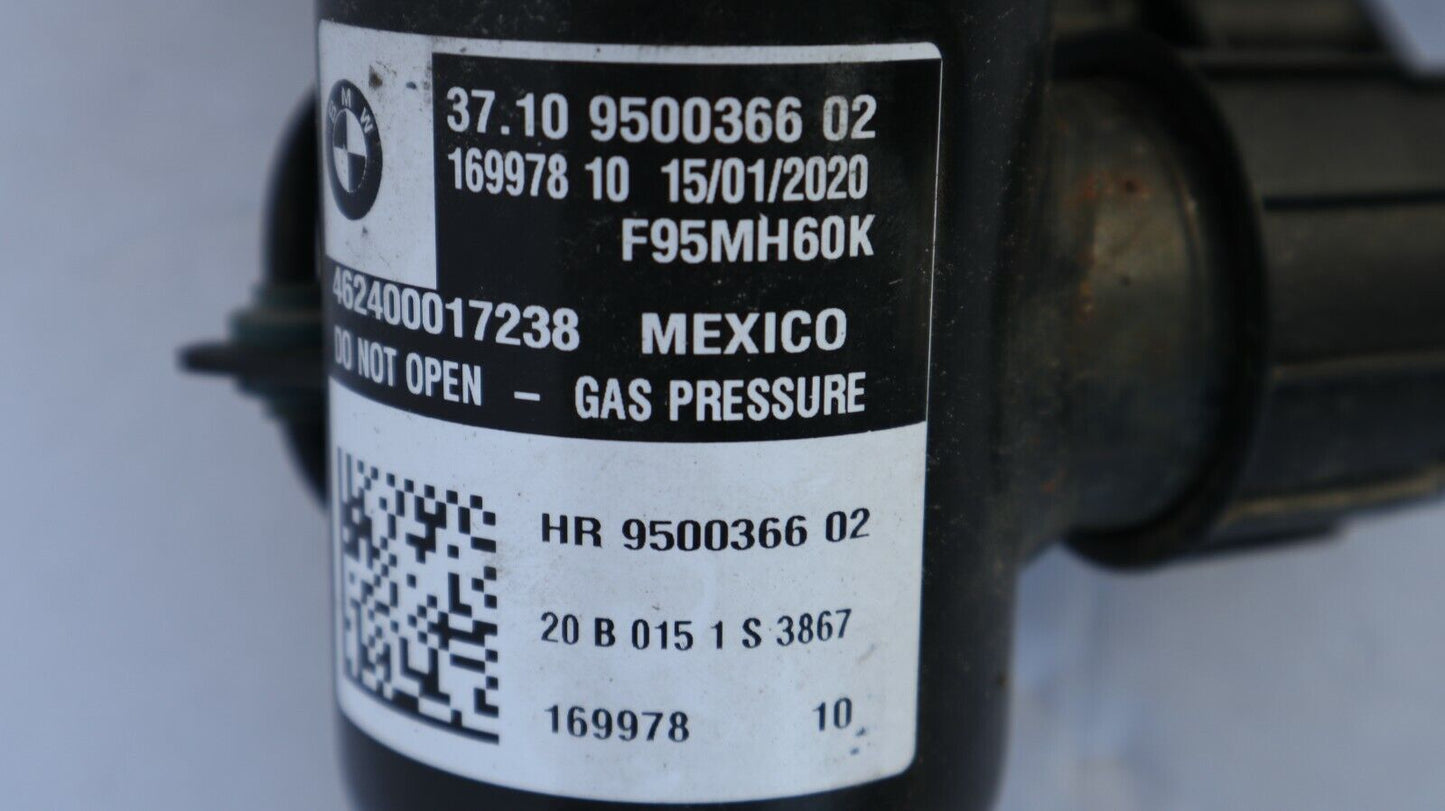 BMW
37.10 9500366 02
169978 10 15/01/2020
F95MH60K
462400017238 MEXICO
DO NOT OPEN – GAS PRESSURE
HR 9500366 02
20 B 015 1 S 3867
169978 10